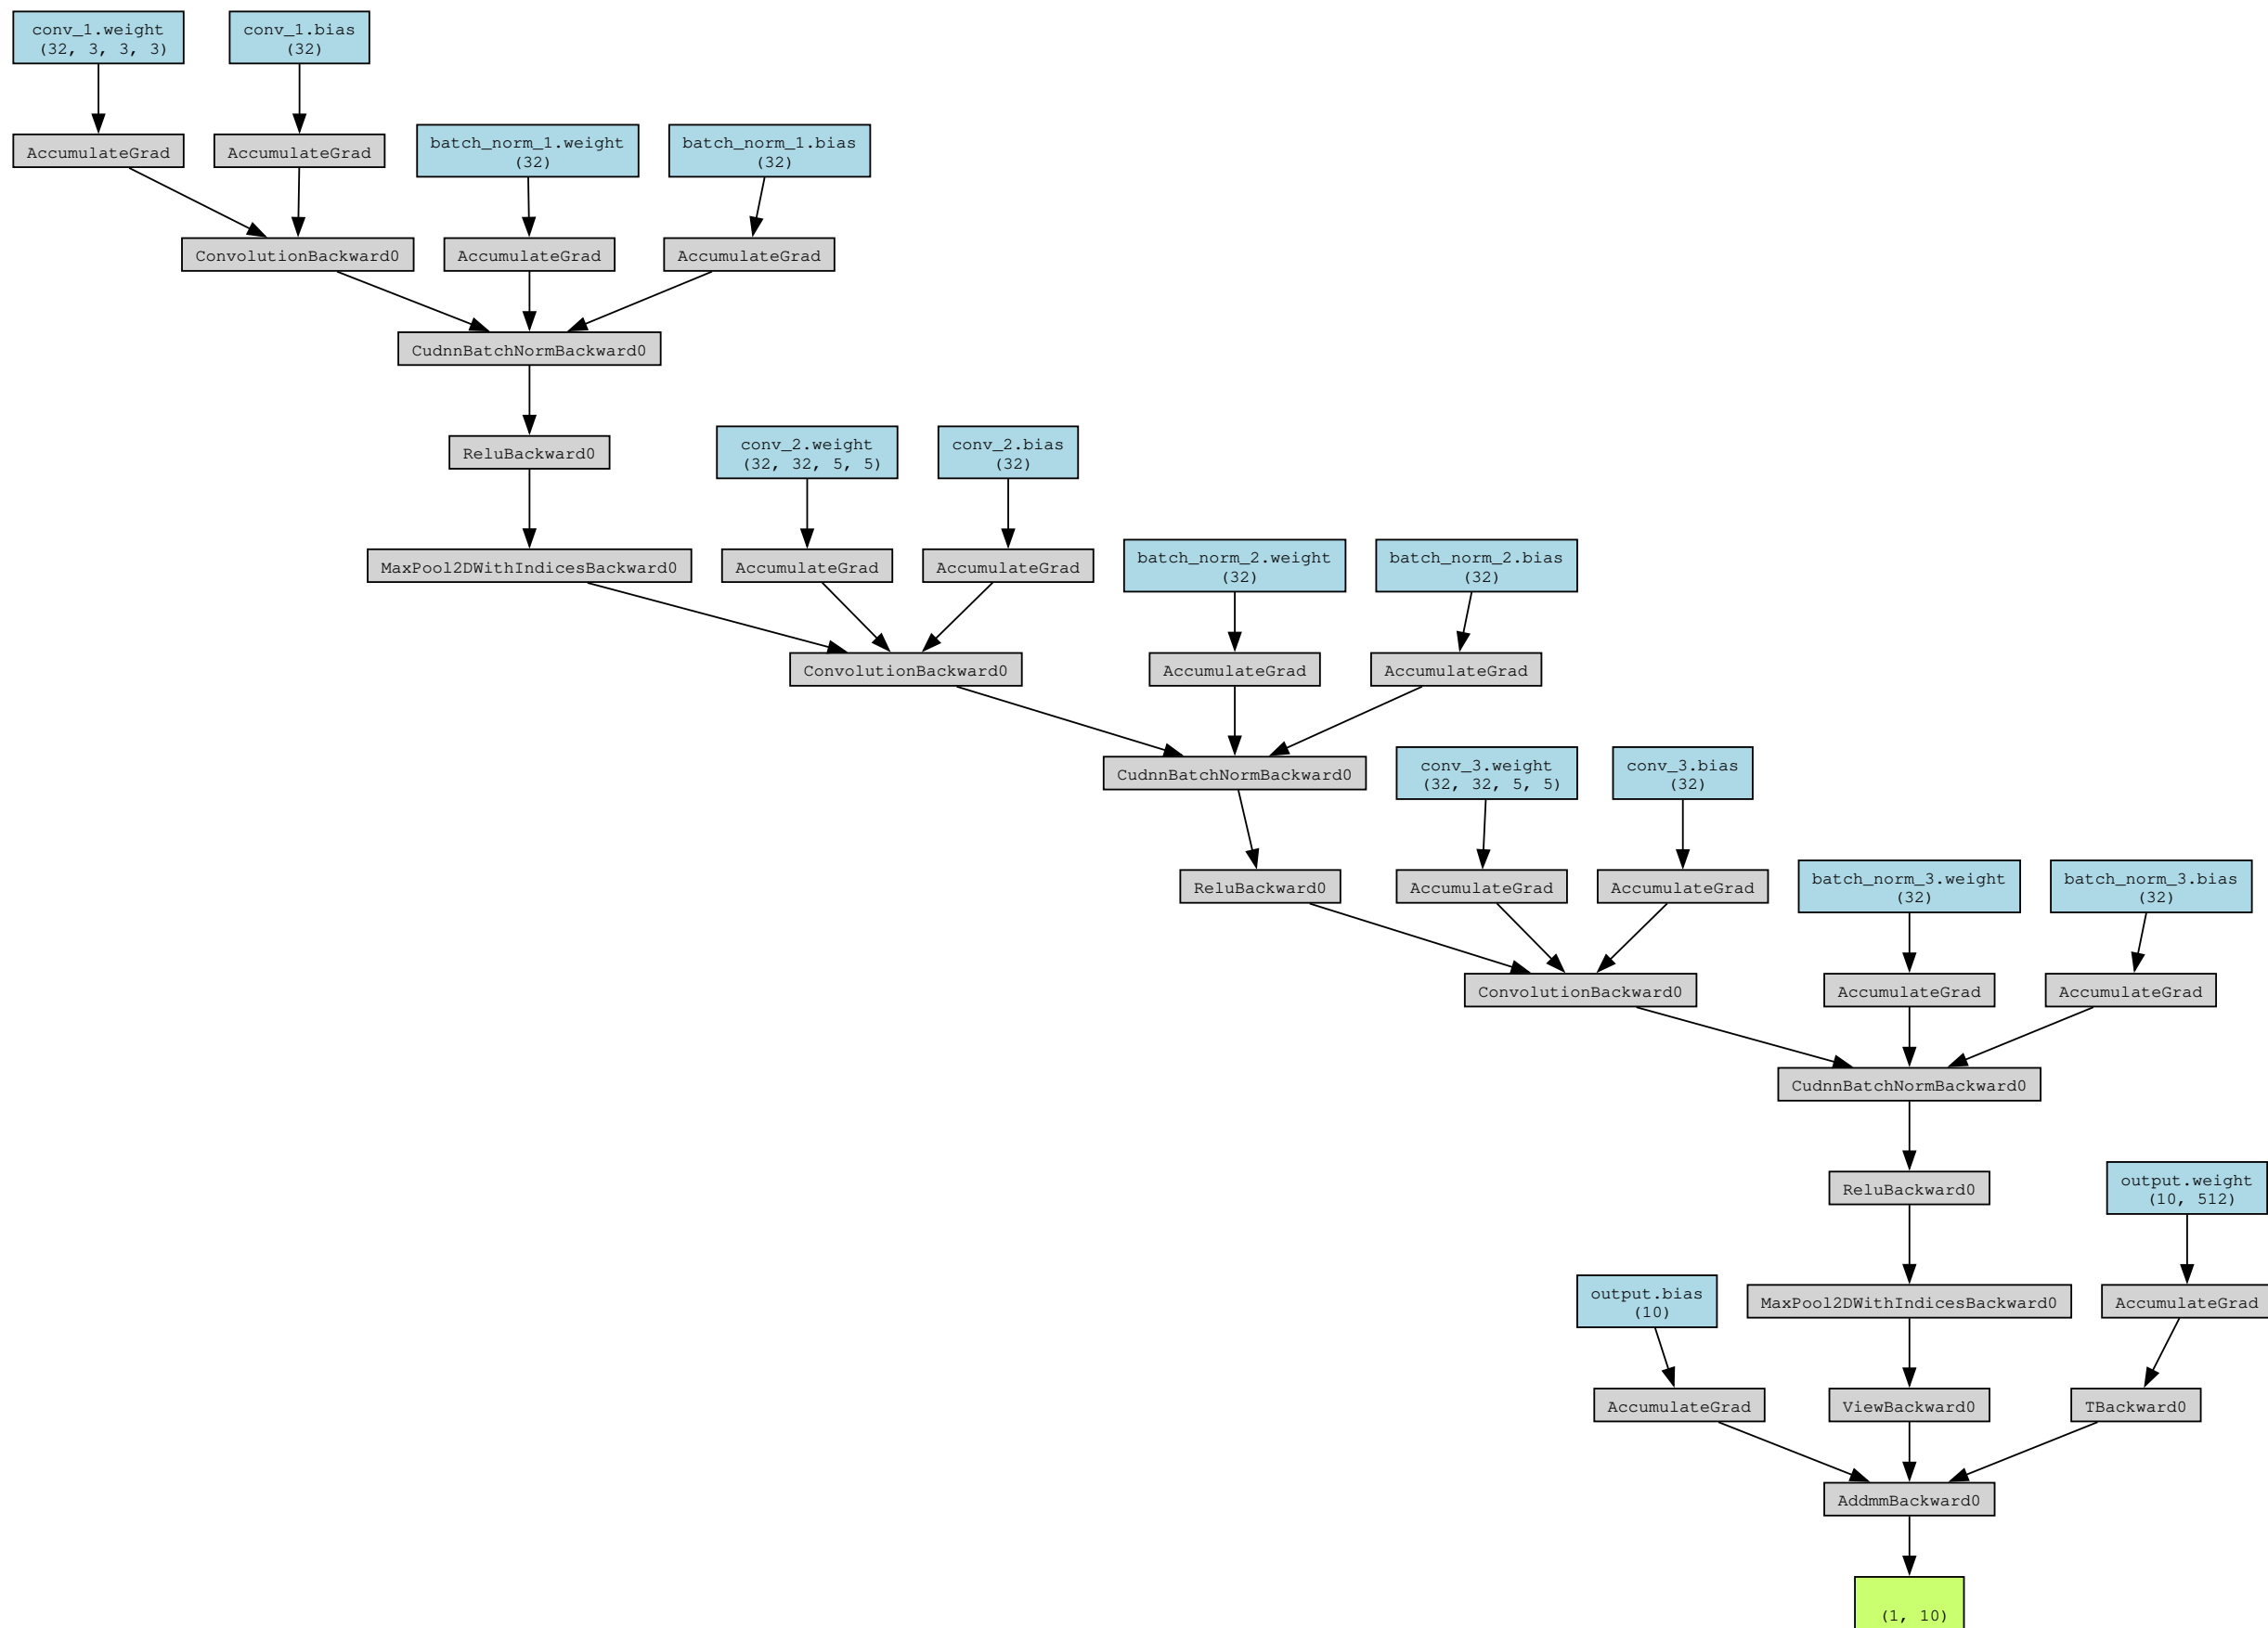 conv_1.weight
(32, 3, 3, 3)
conv_1.bias
(32)
AccumulateGrad
AccumulateGrad
batch_norm_1.weight
(32)
batch_norm_1.bias
(32)
ConvolutionBackward0
AccumulateGrad
AccumulateGrad
CudnnBatchNormBackward0
ReluBackward0
conv_2.weight
(32, 32, 5, 5)
conv_2.bias
(32)
MaxPool2DWithIndicesBackward0
AccumulateGrad
AccumulateGrad
batch_norm_2.weight
(32)
batch_norm_2.bias
(32)
ConvolutionBackward0
AccumulateGrad
AccumulateGrad
CudnnBatchNormBackward0
conv_3.weight
(32, 32, 5, 5)
conv_3.bias
(32)
ReluBackward0
AccumulateGrad
AccumulateGrad
batch_norm_3.weight
(32)
batch_norm_3.bias
(32)
ConvolutionBackward0
AccumulateGrad
AccumulateGrad
CudnnBatchNormBackward0
ReluBackward0
output.weight
(10, 512)
output.bias
(10)
MaxPool2DWithIndicesBackward0
AccumulateGrad
AccumulateGrad
ViewBackward0
TBackward0
AddmmBackward0
(1, 10)